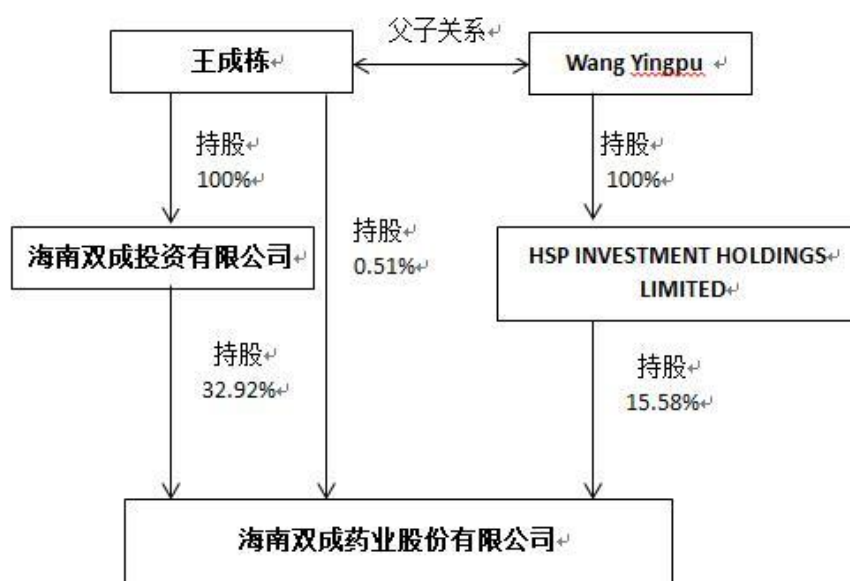 父子关系
王成栋
Wang Yingpu
持股
100%
持股
100%
海南双成投资有限公司
持股
0.51%
HSP INVESTMENT HOLDINGS
LIMITED
持股
32.92%
持股
15.58%
海南双成药业股份有限公司